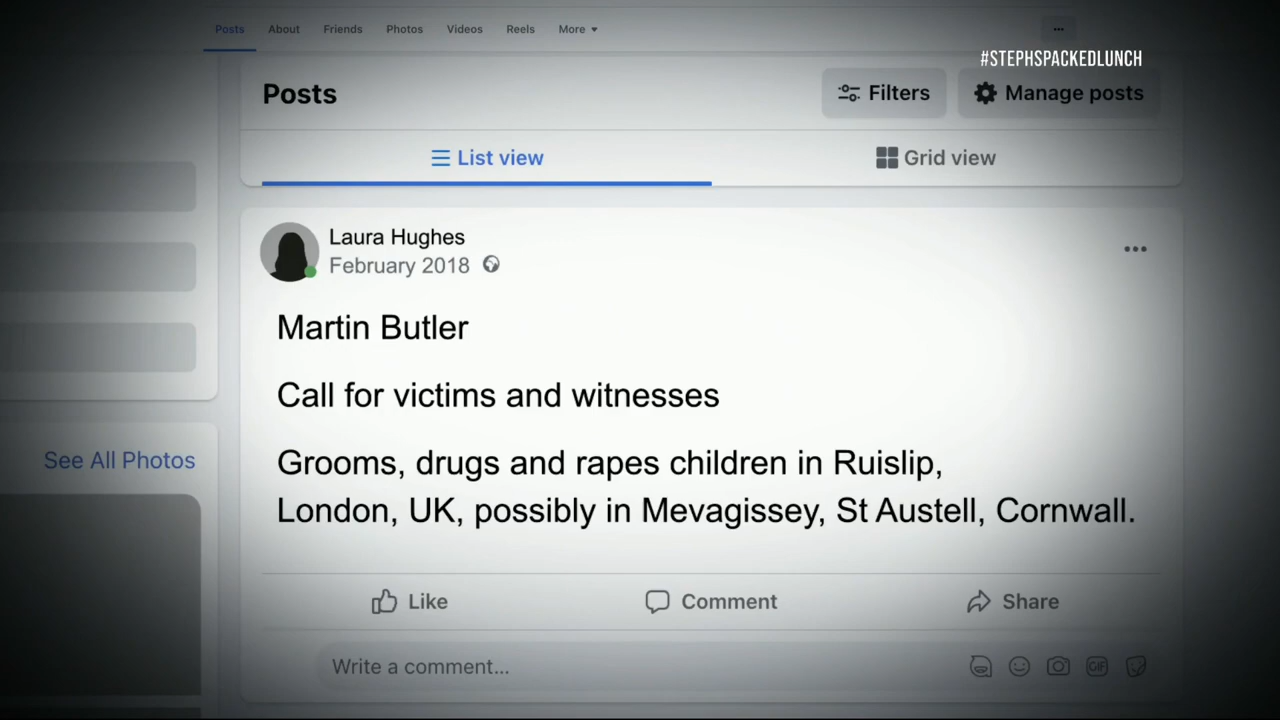 Posts About Friends Photos Videos Reels More
#STEPHSPACKEDLUNCH
Posts
Filters
Manage posts
List view
Grid view
Laura Hughes
February 2018
Martin Butler
Call for victims and witnesses
Grooms, drugs and rapes children in Ruislip,
London, UK, possibly in Mevagissey, St Austell, Cornwall.
See All Photos
Like
Comment
Share
Write a comment...
GIF